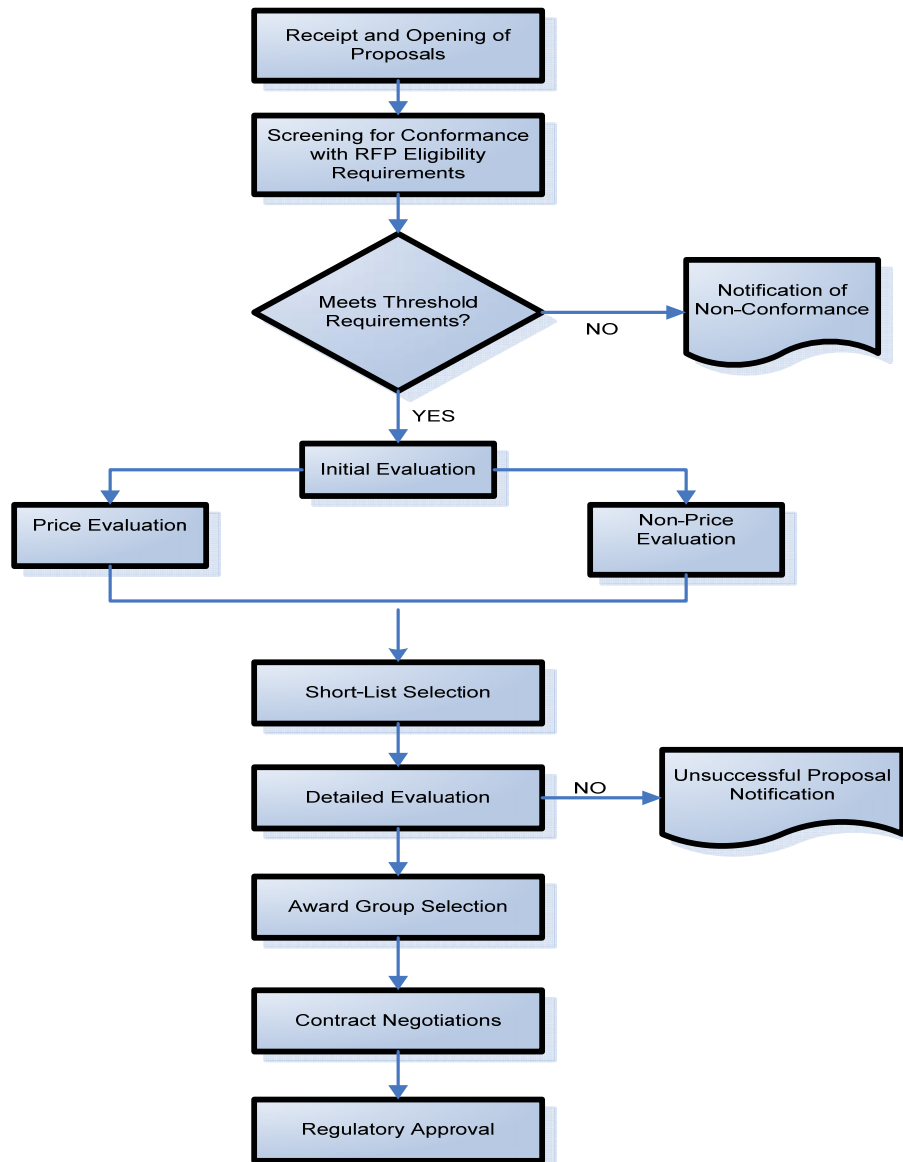 Receipt and Opening of
Proposals
Screening for Conformance
with RFP Eligibility
Requirements
Meets Threshold
Requirements?
NO
Notification of
Non-Conformance
YES
Initial Evaluation
Price Evaluation
Non-Price
Evaluation
Short-List Selection
Detailed Evaluation
NO
Unsuccessful Proposal
Notification
Award Group Selection
Contract Negotiations
Regulatory Approval